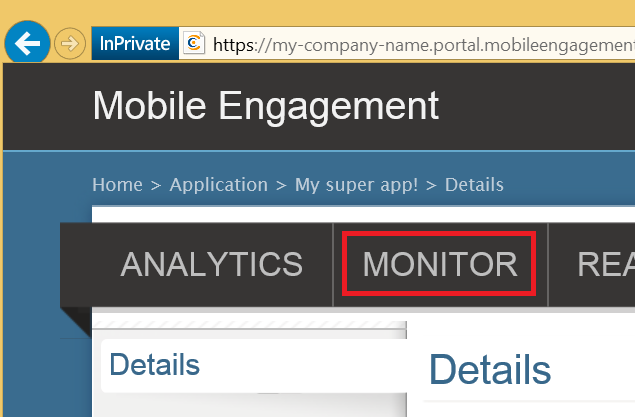 InPrivate https://my-company-name.portal.mobileengagement
Mobile Engagement
Home > Application > My super app! > Details
ANALYTICS MONITOR REA
Details
Details